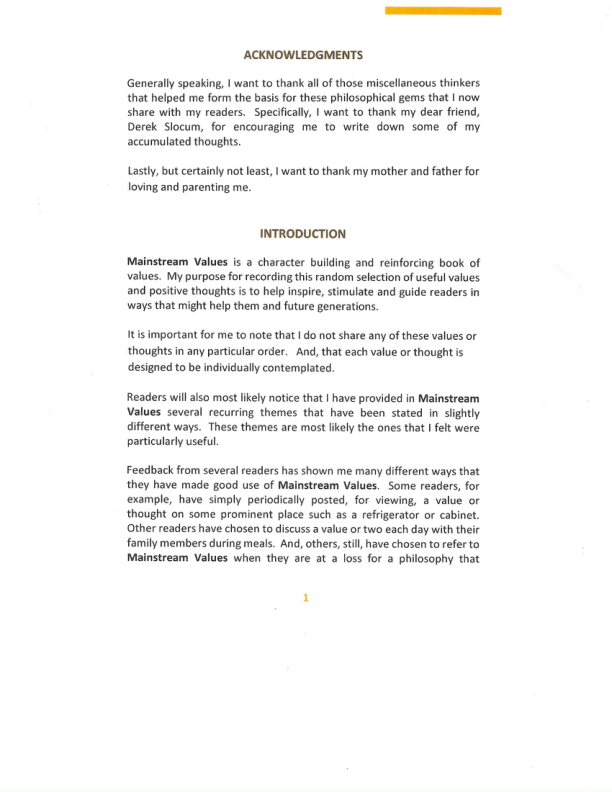 ACKNOWLEDGMENTS
Generally speaking, I want to thank all of those miscellaneous thinkers
that helped me form the basis for these philosophical gems that I now
share with my readers. Specifically, I want to thank my dear friend,
Derek Slocum, for encouraging me to write down some of my
accumulated thoughts.
Lastly, but certainly not least, I want to thank my mother and father for
loving and parenting me.
INTRODUCTION
Mainstream Values is a character building and reinforcing book of
values. My purpose for recording this random selection of useful values
and positive thoughts is to help inspire, stimulate and guide readers in
ways that might help them and future generations.
It is important for me to note that I do not share any of these values or
thoughts in any particular order. And, that each value or thought is
designed to be individually contemplated.
Readers will also most likely notice that I have provided in Mainstream
Values several recurring themes that have been stated in slightly
different ways. These themes are most likely the ones that I felt were
particularly useful.
Feedback from several readers has shown me many different ways that
they have made good use of Mainstream Values. Some readers, for
example, have simply periodically posted, for viewing, a value or
thought on some prominent place such as a refrigerator or cabinet.
Other readers have chosen to discuss a value or two each day with their
family members during meals. And, others, still, have chosen to refer to
Mainstream Values when they are at a loss for a philosophy that
1